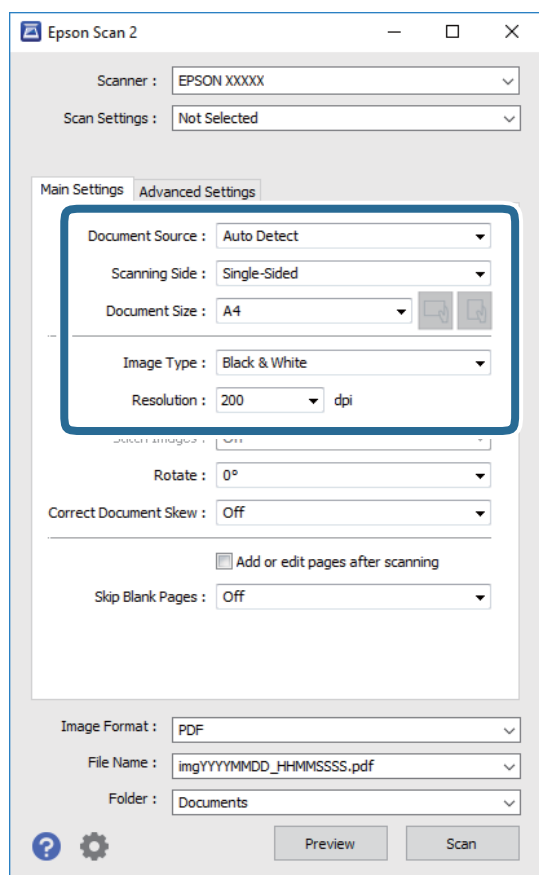 Epson Scan 2
Scanner : EPSON XXXXX
Scan Settings : Not Selected
Main Settings Advanced Settings
Document Source : Auto Detect
Scanning Side : Single-Sided
Document Size : A4
Image Type : Black & White
Resolution : 200 dpi
Stitch Images : On
Rotate : 0°
Correct Document Skew : Off
Add or edit pages after scanning
Skip Blank Pages : Off
Image Format : PDF
File Name : imgYYYYMMDD_HHMMSSSS.pdf
Folder : Documents
? Preview Scan